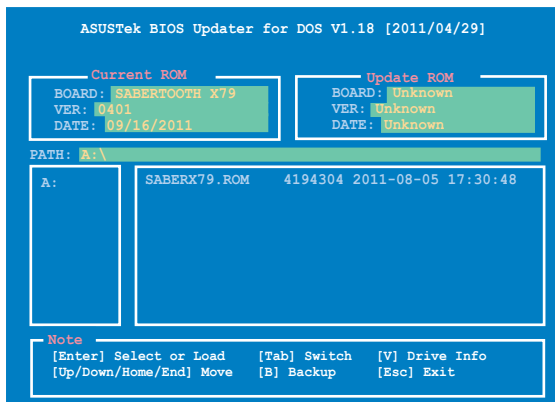 ASUSTek BIOS Updater for DOS V1.18 [2011/04/29]
Current ROM
BOARD: SABERTOOTH X79
VER: 0401
DATE: 09/16/2011
Update ROM
BOARD: Unknown
VER: Unknown
DATE: Unknown
PATH: A:\
A:
SABERX79.ROM 4194304 2011-08-05 17:30:48
Note
[Enter] Select or Load [Tab] Switch [V] Drive Info
[Up/Down/Home/End] Move [B] Backup [Esc] Exit